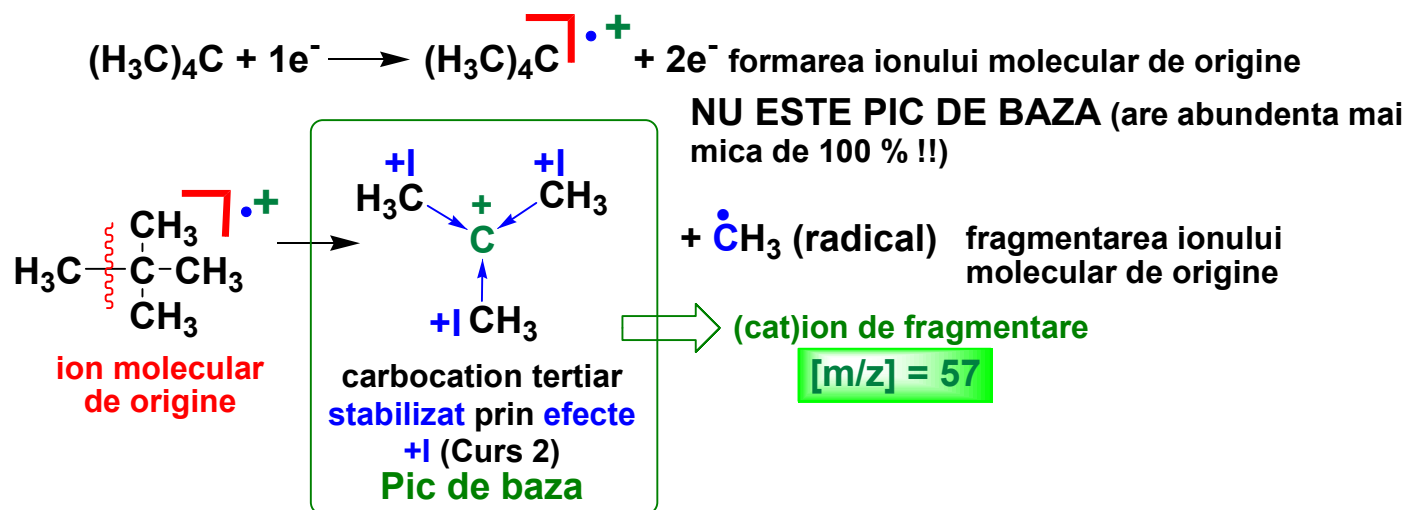 (H₃C)₄C + 1e⁻ ⟶ (H₃C)₄C ⌉•+ + 2e⁻ formarea ionului molecular de origine
NU ESTE PIC DE BAZA (are abundenta mai
mica de 100 % !!)
+I +I
H₃C CH₃
+
C
+I CH₃
•+
CH₃
H₃C C CH₃
CH₃
ion molecular
de origine
carbocation tertiar
stabilizat prin efecte
+I (Curs 2)
Pic de baza
+ •CH₃ (radical) fragmentarea ionului
molecular de origine
(cat)ion de fragmentare
[m/z] = 57